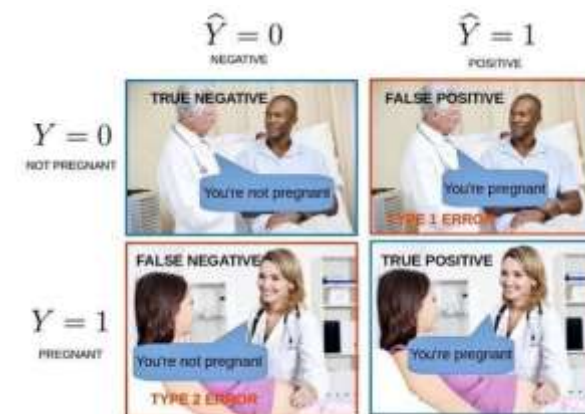 Ŷ = 0
NEGATIVE
Ŷ = 1
POSITIVE
Y = 0
NOT PREGNANT
TRUE NEGATIVE
You're not pregnant
FALSE POSITIVE
You're pregnant
TYPE 1 ERROR
Y = 1
PREGNANT
FALSE NEGATIVE
You're not pregnant
TYPE 2 ERROR
TRUE POSITIVE
You're pregnant